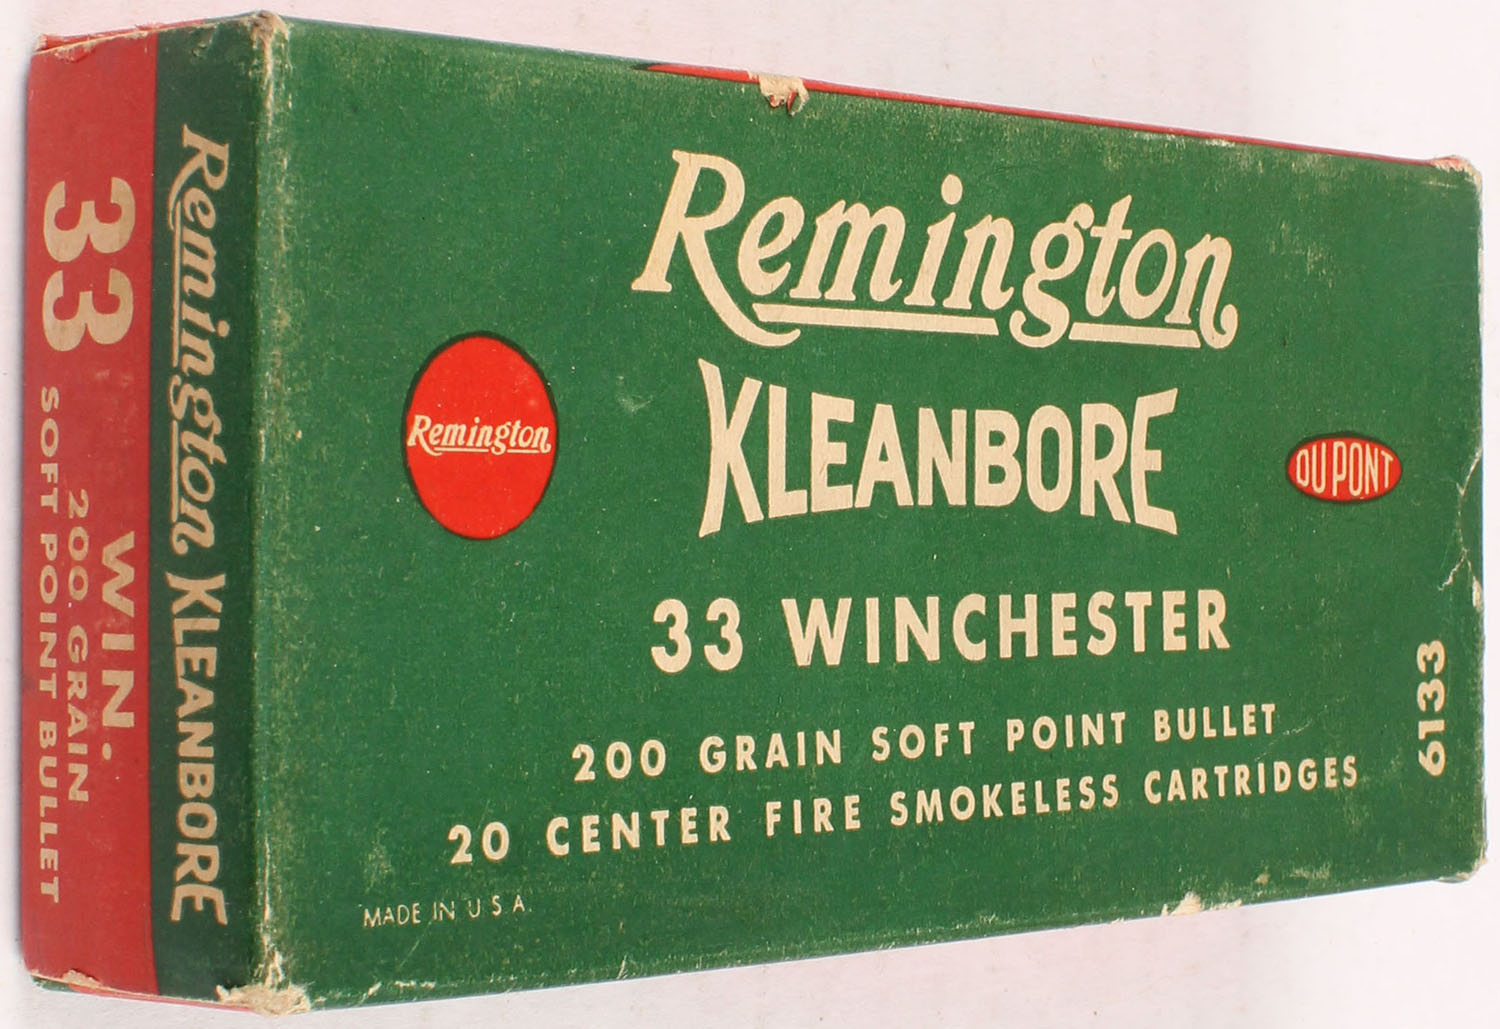 Remington
KLEANBORE
Remington
DU PONT
33 WINCHESTER
200 GRAIN SOFT POINT BULLET
20 CENTER FIRE SMOKELESS CARTRIDGES
MADE IN U S A.
6133
Remington KLEANBORE
33 WIN.
200 GRAIN
SOFT POINT BULLET